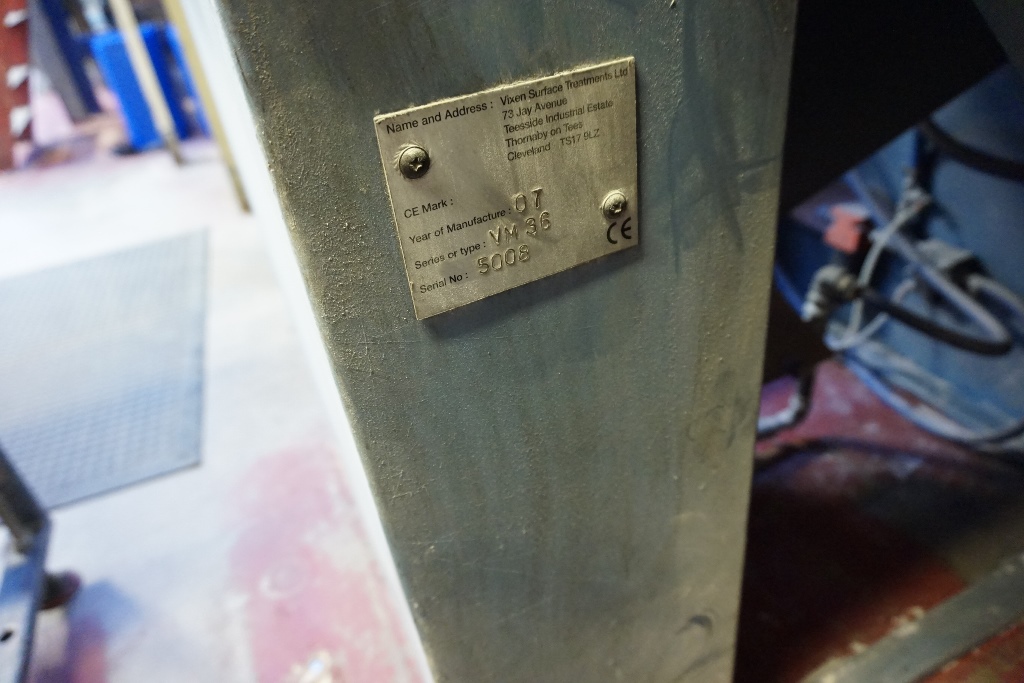 Name and Address : Vixen Surface Treatments Ltd
73 Jay Avenue
Teesside Industrial Estate
Thornaby on Tees
Cleveland TS17 9LZ
CE Mark :
Year of Manufacture : 07
Series or type : VM 36
Serial No : 5008
CE